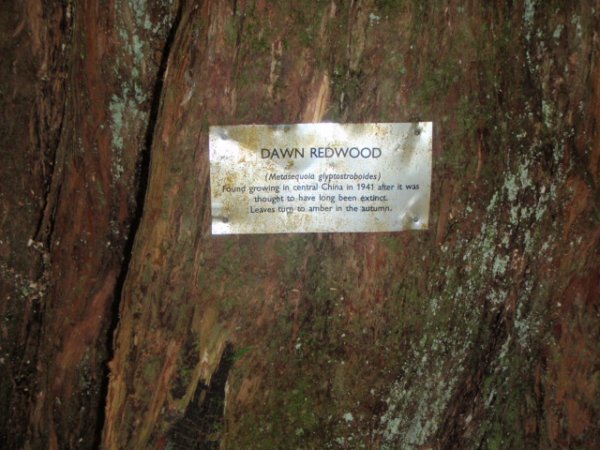 DAWN REDWOOD
(Metasequoia glyptostroboides)
Found growing in central China in 1941 after it was
thought to have long been extinct.
Leaves turn to amber in the autumn.